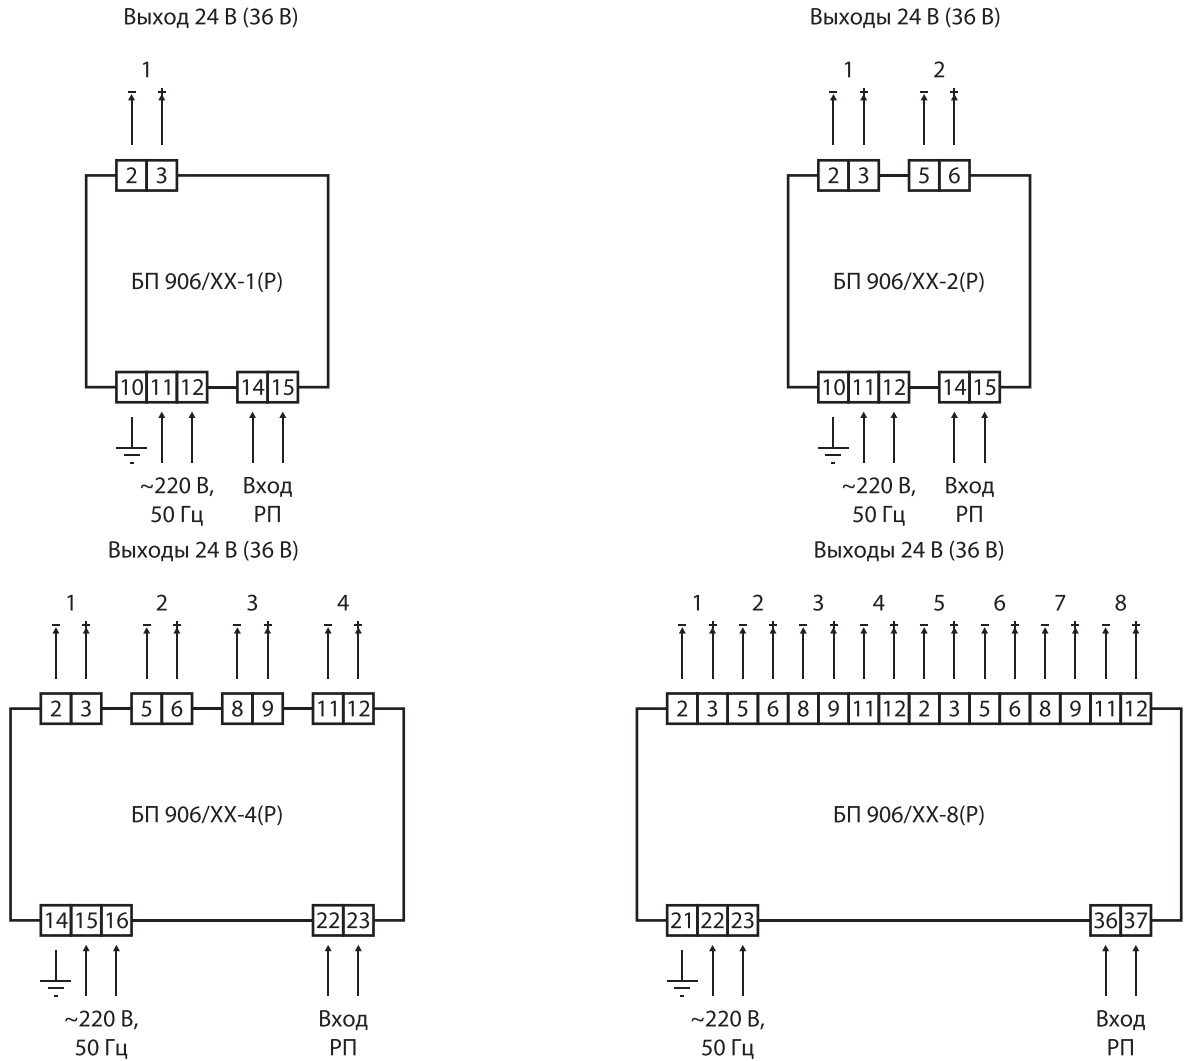 Выход 24 В (36 В)
1
– +
2 3
БП 906/ХХ-1(Р)
10 11 12 14 15
~220 В,
50 Гц
Вход
РП
Выходы 24 В (36 В)
1 2
– + – +
2 3 5 6
БП 906/ХХ-2(Р)
10 11 12 14 15
~220 В,
50 Гц
Вход
РП
Выходы 24 В (36 В)
1 2 3 4
– + – + – + – +
2 3 5 6 8 9 11 12
БП 906/ХХ-4(Р)
14 15 16 22 23
~220 В,
50 Гц
Вход
РП
Выходы 24 В (36 В)
1 2 3 4 5 6 7 8
– + – + – + – + – + – + – + – +
2 3 5 6 8 9 11 12 2 3 5 6 8 9 11 12
БП 906/ХХ-8(Р)
21 22 23 36 37
~220 В,
50 Гц
Вход
РП